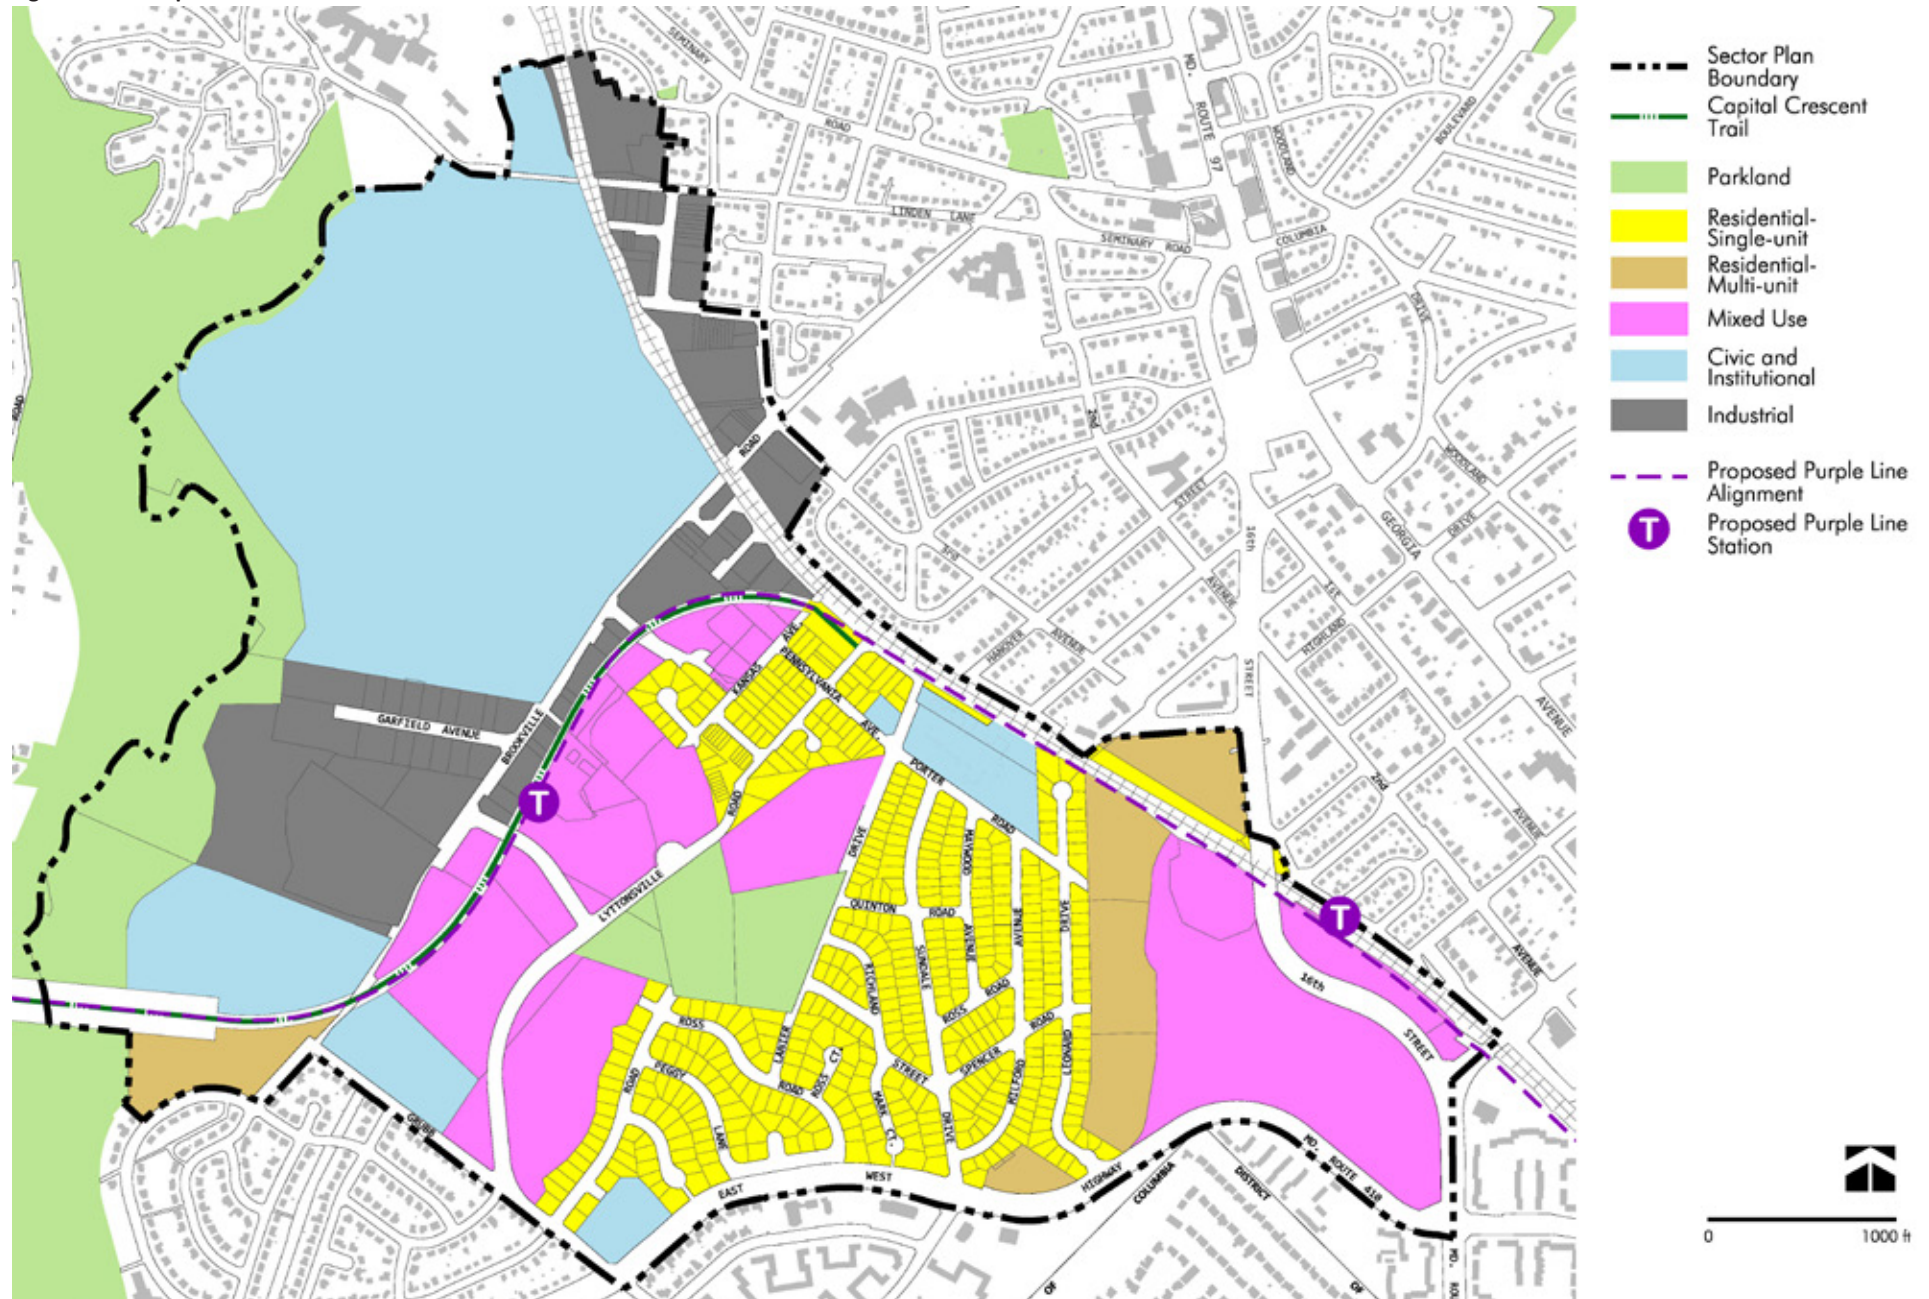 SEMINARY
ROAD
MD. ROUTE 97
WOODLAND
BOULEVARD
LINDEN LANE
SEMINARY ROAD
COLUMBIA
DRIVE
ROAD
2nd
ROAD
STREET
WOODLAND
DRIVE
GEORGIA
16th
3rd
AVENUE
1st
HIGHLAND
HANOVER
AVENUE
STREET
AVENUE
2nd
AVENUE
AVENUE
AVE.
PENNSYLVANIA
AVE.
KANSAS
GARFIELD AVENUE
BROOKVILLE
ROAD
T
PORTER
ROAD
DRIVE
MAYWOOD
AVENUE
LYTTONSVILLE
QUINTON
ROAD
AVENUE
DRIVE
SUNDALE
RICHLAND
T
16th
STREET
ROSS
ROAD
ROSS
ROAD
LANIER
ROSS CT.
STREET
SPENCER
ROAD
LEONARD
MILFORD
PEGGY
LANE
ROAD
MARK CT.
DRIVE
GRUBB
EAST
WEST
HIGHWAY
COLUMBIA
DISTRICT
OF
OF
MD. ROUTE 410
MD.
Sector Plan
Boundary
Capital Crescent
Trail
Parkland
Residential-
Single-unit
Residential-
Multi-unit
Mixed Use
Civic and
Institutional
Industrial
Proposed Purple Line
Alignment
T
Proposed Purple Line
Station
0
1000 ft